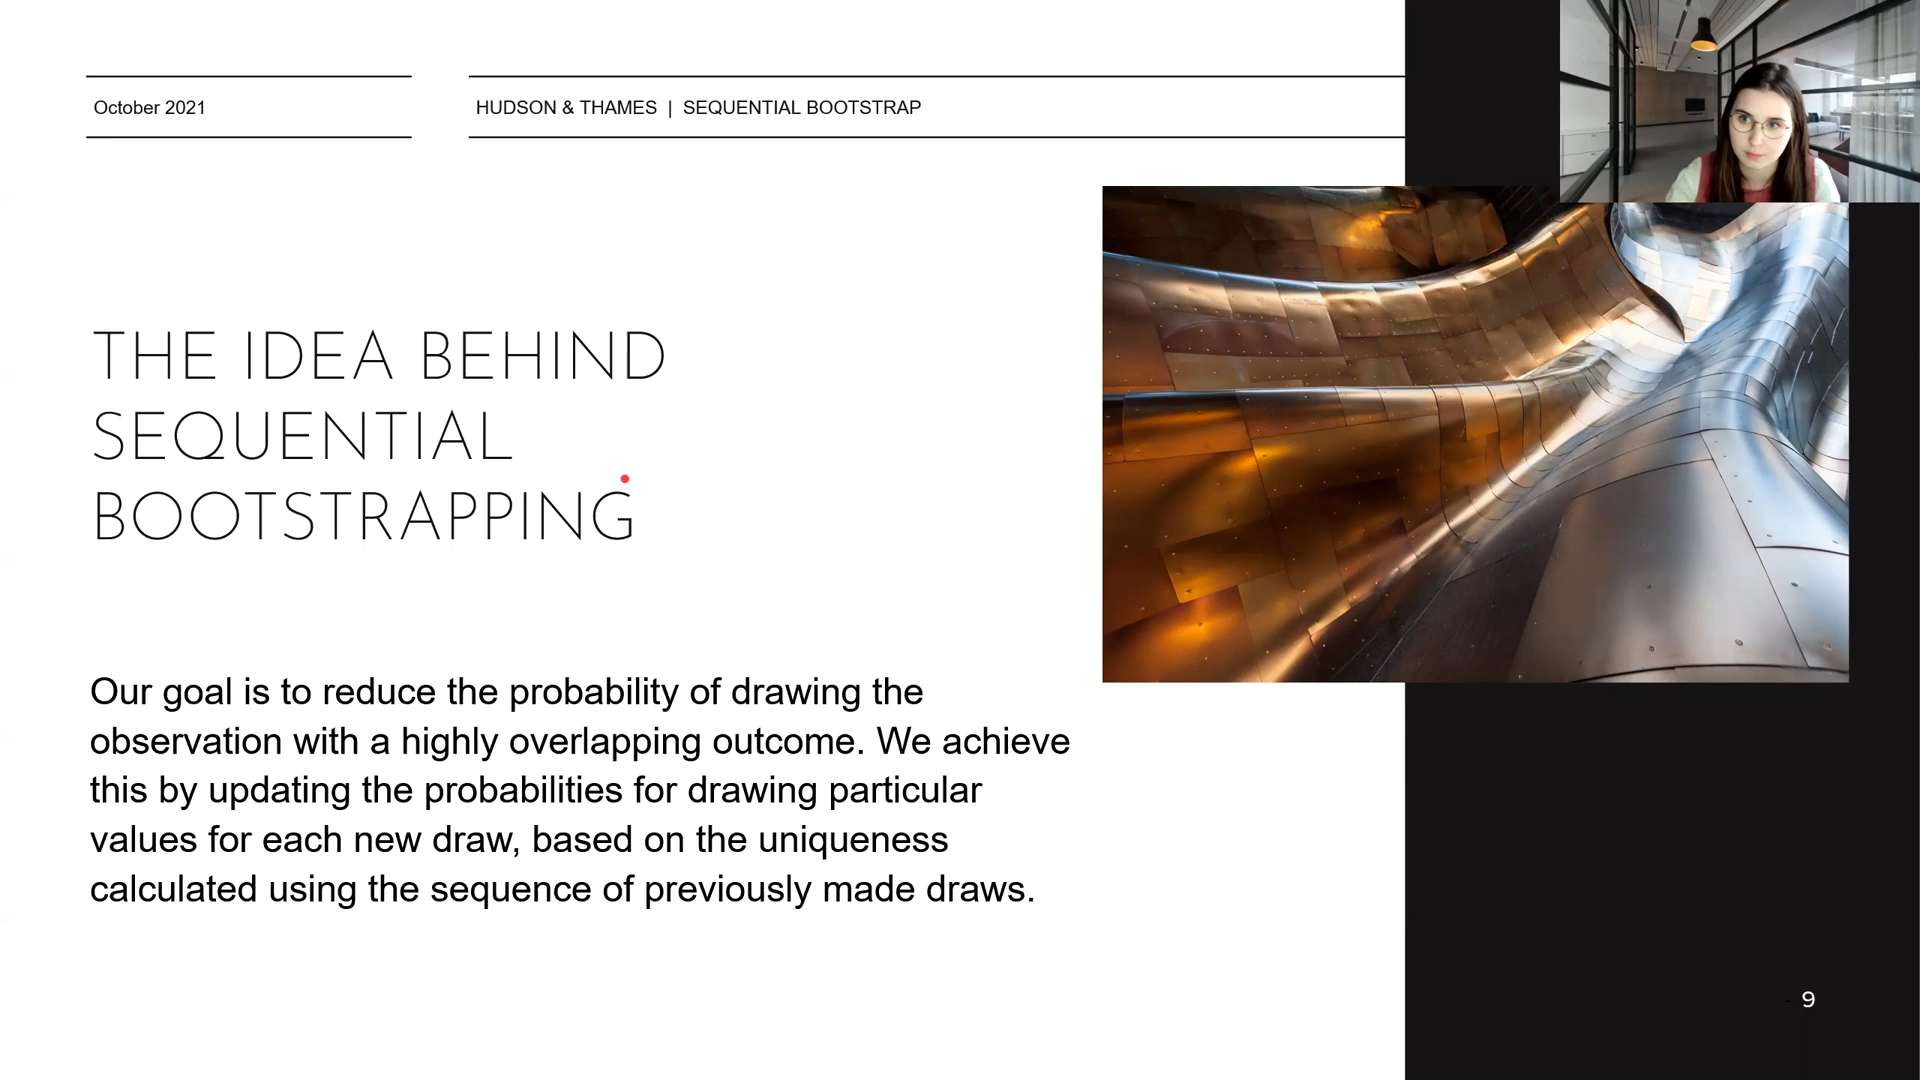 October 2021
HUDSON & THAMES | SEQUENTIAL BOOTSTRAP
THE IDEA BEHIND
SEQUENTIAL
BOOTSTRAPPING
Our goal is to reduce the probability of drawing the
observation with a highly overlapping outcome. We achieve
this by updating the probabilities for drawing particular
values for each new draw, based on the uniqueness
calculated using the sequence of previously made draws.
9